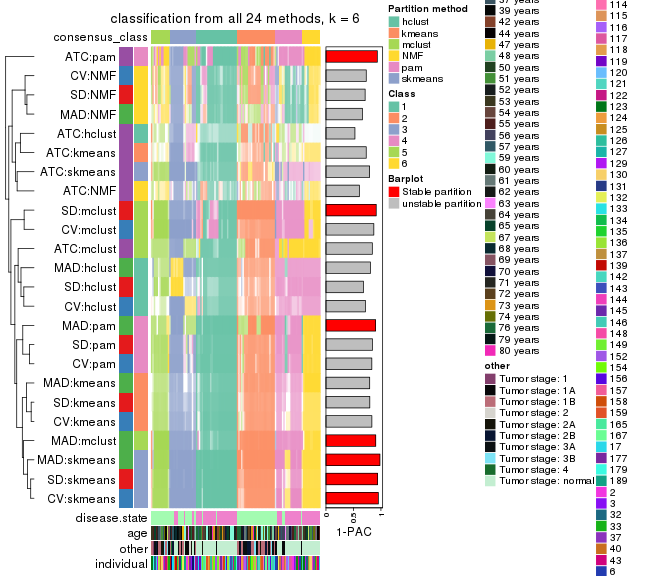 classification from all 24 methods, k = 6
consensus_class
ATC:pam
CV:NMF
SD:NMF
MAD:NMF
ATC:hclust
ATC:kmeans
ATC:skmeans
ATC:NMF
SD:mclust
CV:mclust
ATC:mclust
MAD:hclust
SD:hclust
CV:hclust
MAD:pam
SD:pam
CV:pam
MAD:kmeans
SD:kmeans
CV:kmeans
MAD:mclust
MAD:skmeans
SD:skmeans
CV:skmeans
disease.state
age
other
individual
0
0.5
1
1-PAC
Partition method
hclust
kmeans
mclust
NMF
pam
skmeans
Class
1
2
3
4
5
6
Barplot
Stable partition
unstable partition
39 years
42 years
44 years
47 years
48 years
50 years
51 years
52 years
53 years
54 years
55 years
56 years
57 years
59 years
60 years
61 years
62 years
63 years
64 years
65 years
67 years
68 years
69 years
70 years
71 years
72 years
73 years
74 years
76 years
79 years
80 years
other
Tumor stage: 1
Tumor stage: 1A
Tumor stage: 1B
Tumor stage: 2
Tumor stage: 2A
Tumor stage: 2B
Tumor stage: 3A
Tumor stage: 3B
Tumor stage: 4
Tumor stage: normal
114
115
116
117
118
119
120
121
122
123
124
125
126
127
129
130
131
132
133
134
135
136
137
139
142
143
144
145
146
148
149
152
154
156
157
158
159
165
167
17
177
179
189
2
3
32
33
37
40
43
6